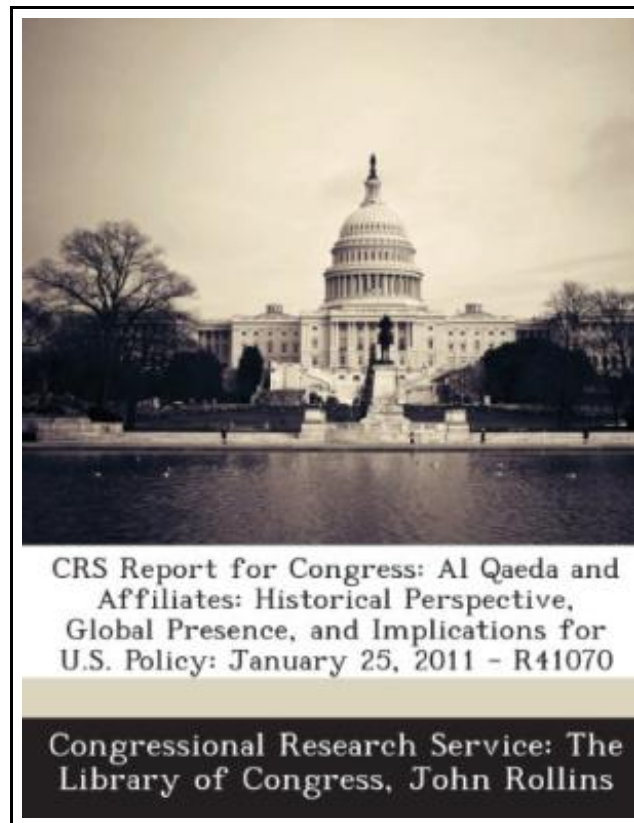 CRS Report for Congress: Al Qaeda and
Affiliates: Historical Perspective,
Global Presence, and Implications for
U.S. Policy: January 25, 2011 - R41070
Congressional Research Service: The
Library of Congress, John Rollins